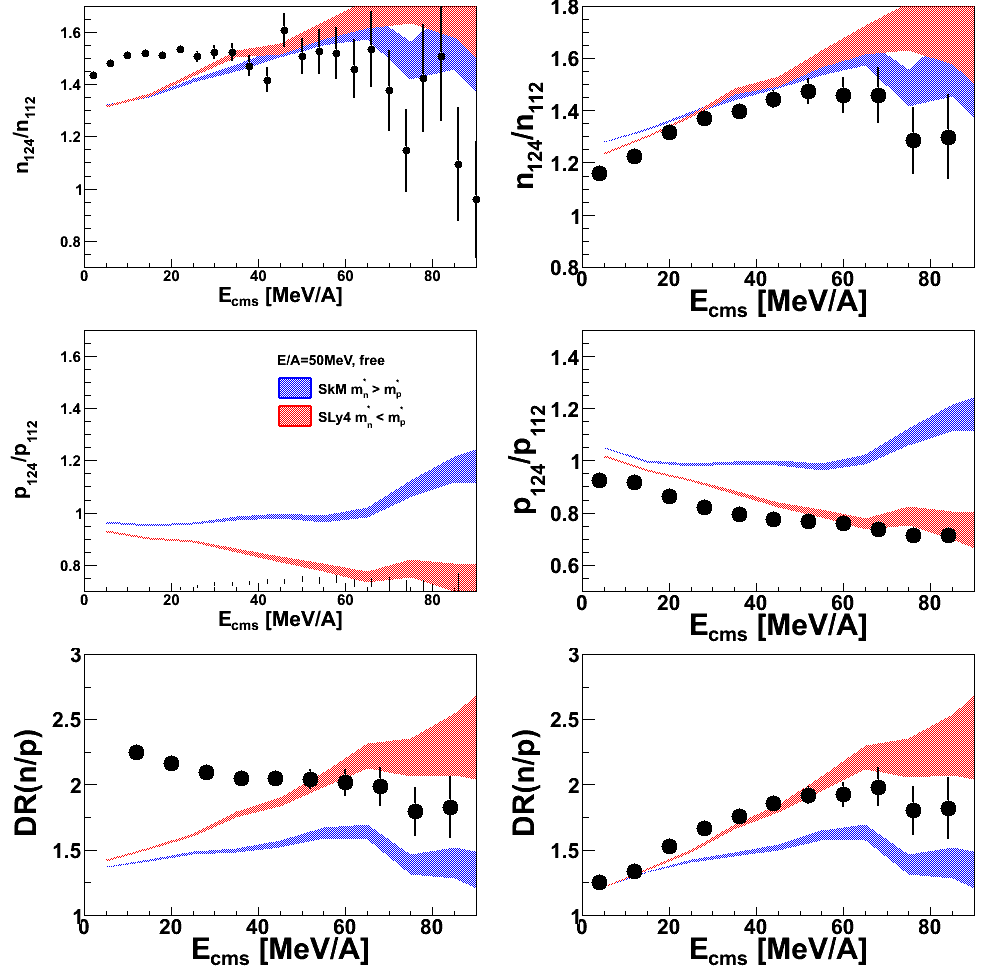 1.6
1.4
1.2
1
0.8
n124/n112
0 20 40 60 80
Ecms [MeV/A]
1.8
1.6
1.4
1.2
1
0.8
n124/n112
0 20 40 60 80
Ecms [MeV/A]
1.6
1.4
1.2
1
0.8
p124/p112
E/A=50MeV, free
SkM m*n > m*p
SLy4 m*n < m*p
0 20 40 60 80
Ecms [MeV/A]
1.4
1.2
1
0.8
0.6
p124/p112
0 20 40 60 80
Ecms [MeV/A]
3
2.5
2
1.5
1
DR(n/p)
0 20 40 60 80
Ecms [MeV/A]
3
2.5
2
1.5
1
DR(n/p)
0 20 40 60 80
Ecms [MeV/A]